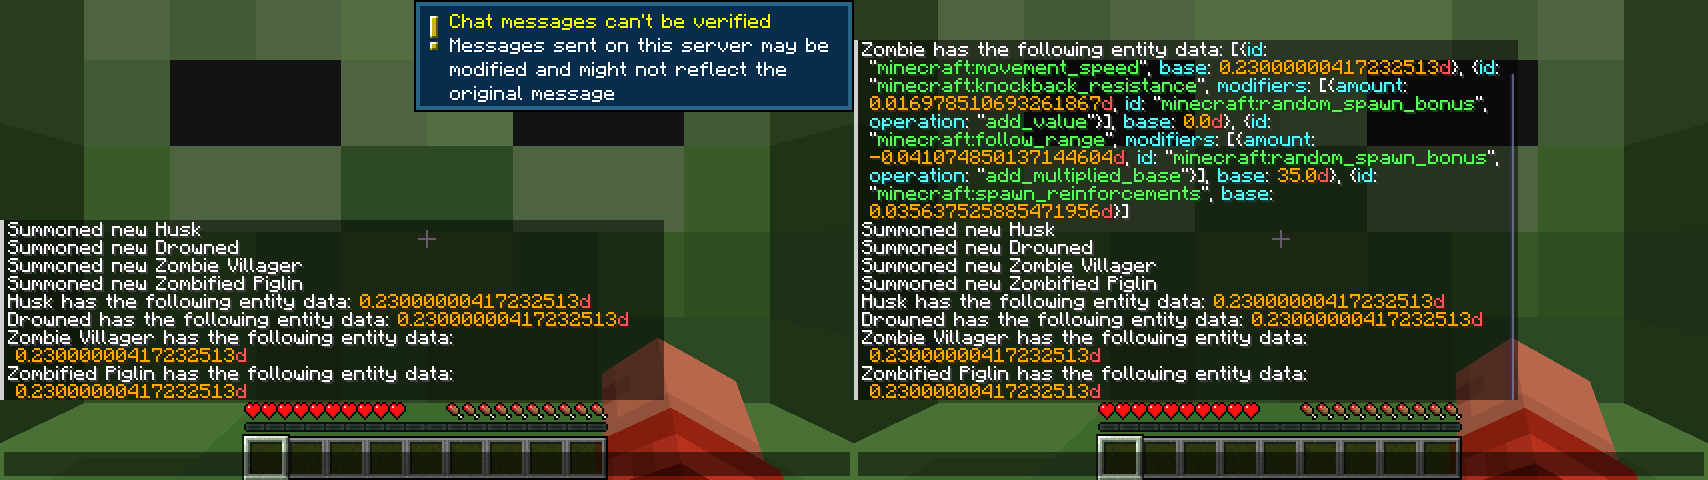 Chat messages can't be verified
Messages sent on this server may be
modified and might not reflect the
original message
Summoned new Husk
Summoned new Drowned
Summoned new Zombie Villager
Summoned new Zombified Piglin
Husk has the following entity data: 0.23000000417232513d
Drowned has the following entity data: 0.23000000417232513d
Zombie Villager has the following entity data:
0.23000000417232513d
Zombified Piglin has the following entity data:
0.23000000417232513d
Zombie has the following entity data: [{id:
"minecraft:movement_speed", base: 0.23000000417232513d}, {id:
"minecraft:knockback_resistance", modifiers: [{amount:
0.0169785106932618​67d, id: "minecraft:random_spawn_bonus",
operation: "add_value"}], base: 0.0d}, {id:
"minecraft:follow_range", modifiers: [{amount:
-0.041074850137144604d, id: "minecraft:random_spawn_bonus",
operation: "add_multiplied_base"}], base: 35.0d}, {id:
"minecraft:spawn_reinforcements", base:
0.035637525885471956d}]
Summoned new Husk
Summoned new Drowned
Summoned new Zombie Villager
Summoned new Zombified Piglin
Husk has the following entity data: 0.23000000417232513d
Drowned has the following entity data: 0.23000000417232513d
Zombie Villager has the following entity data:
0.23000000417232513d
Zombified Piglin has the following entity data:
0.23000000417232513d